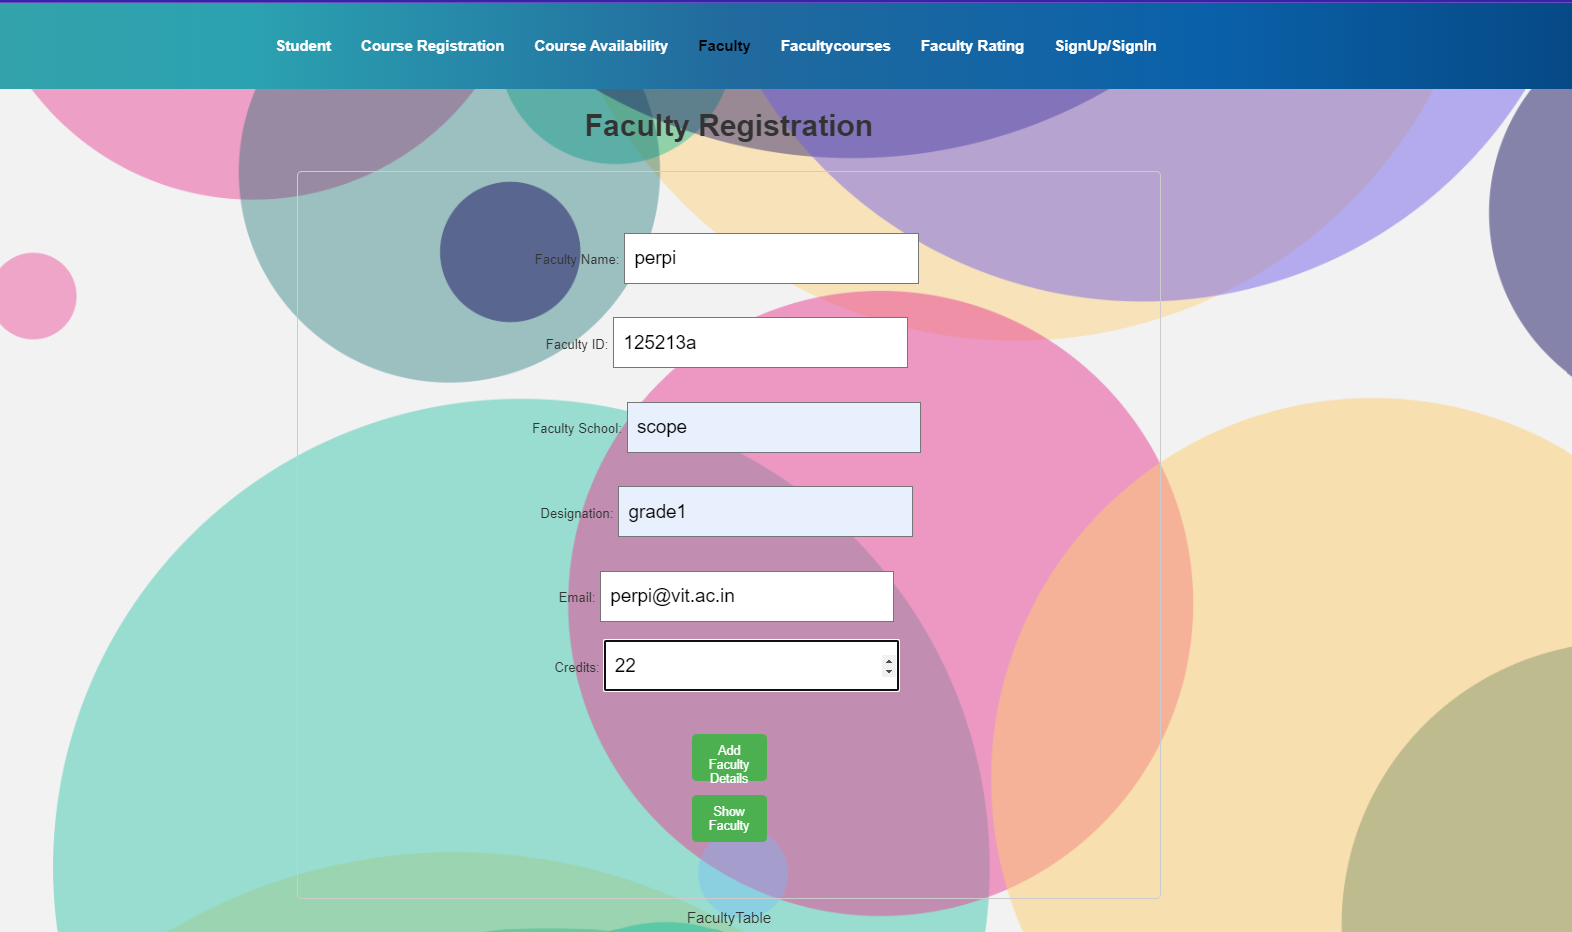 Student Course Registration Course Availability Faculty Facultycourses Faculty Rating SignUp/SignIn
Faculty Registration
Faculty Name: perpi
Faculty ID: 125213a
Faculty School: scope
Designation: grade1
Email: perpi@vit.ac.in
Credits: 22
Add
Faculty
Details
Show
Faculty
FacultyTable